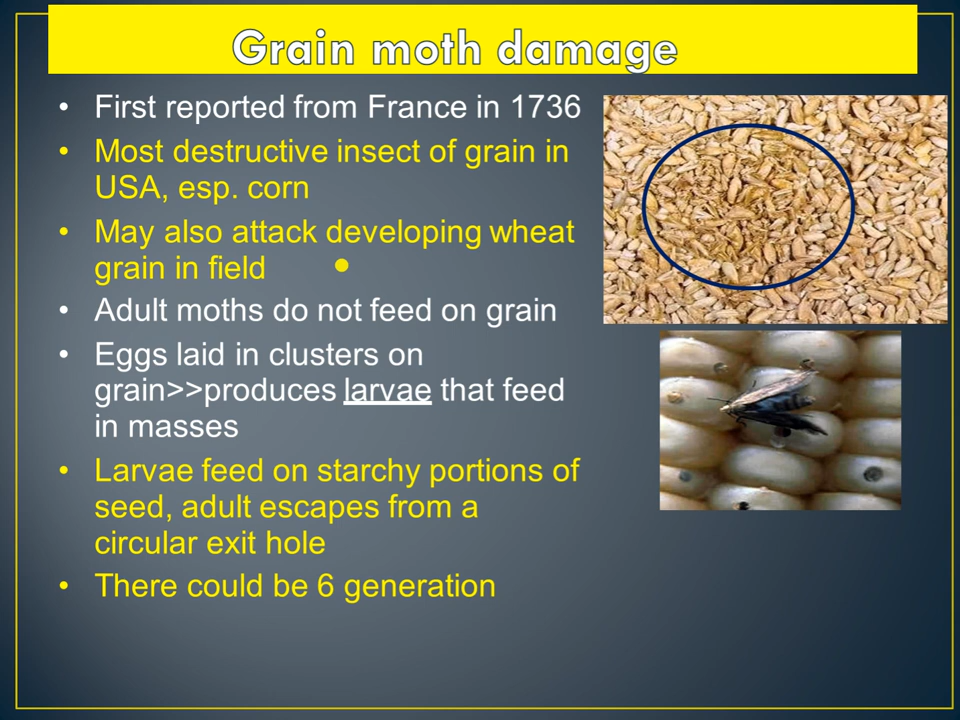 Grain moth damage
• First reported from France in 1736
• Most destructive insect of grain in
USA, esp. corn
• May also attack developing wheat
grain in field
• Adult moths do not feed on grain
• Eggs laid in clusters on
grain>>produces larvae that feed
in masses
• Larvae feed on starchy portions of
seed, adult escapes from a
circular exit hole
• There could be 6 generation